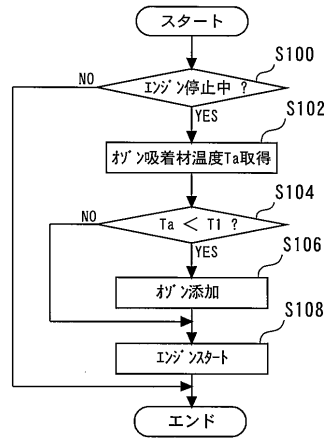 スタート
S100
エンジン停止中 ?
NO
YES
S102
オゾン吸着材温度Ta取得
S104
Ta < T1 ?
NO
YES
S106
オゾン添加
S108
エンジンスタート
エンド